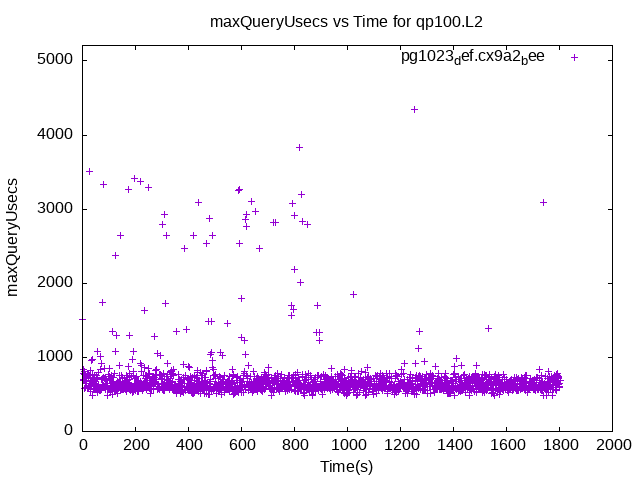 maxQueryUsecs vs Time for qp100.L2
pg1023def.cx9a2bee
5000
4000
3000
2000
1000
0
maxQueryUsecs
0 200 400 600 800 1000 1200 1400 1600 1800 2000
Time(s)